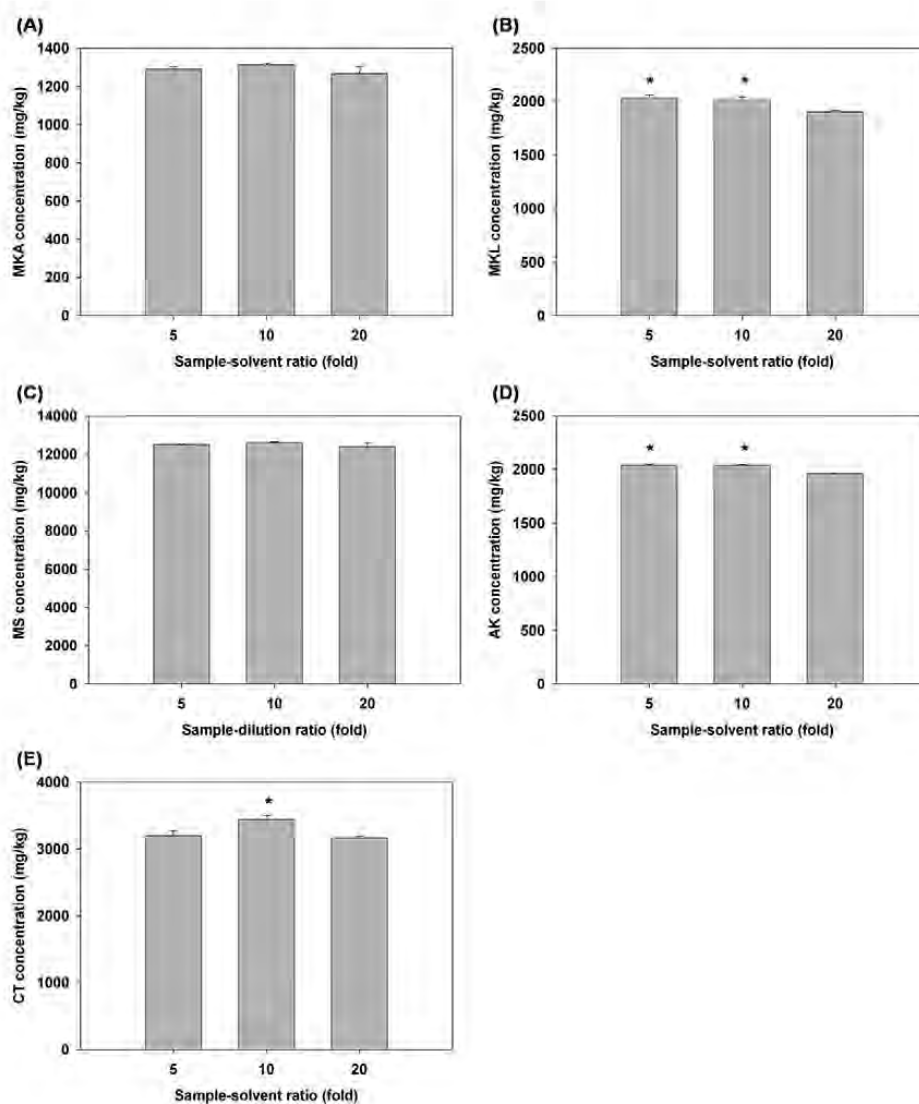 (A)
MKA concentration (mg/kg)
1400
1200
1000
800
600
400
200
0
5 10 20
Sample-solvent ratio (fold)
(B)
MKL concentration (mg/kg)
2500
2000
1500
1000
500
0
* *
5 10 20
Sample-solvent ratio (fold)
(C)
MS concentration (mg/kg)
14000
12000
10000
8000
6000
4000
2000
0
5 10 20
Sample-dilution ratio (fold)
(D)
AK concentration (mg/kg)
2500
2000
1500
1000
500
0
* *
5 10 20
Sample-solvent ratio (fold)
(E)
CT concentration (mg/kg)
4000
3000
2000
1000
0
*
5 10 20
Sample-solvent ratio (fold)